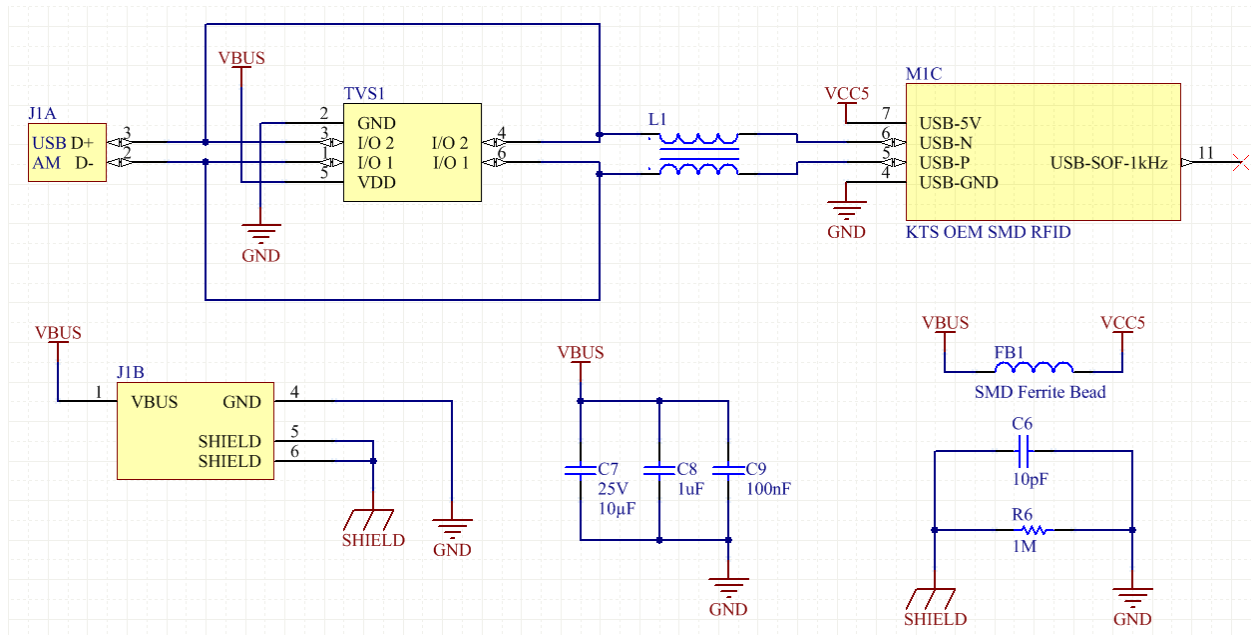 VBUS
J1A
USB D+ 3
AM D- 2
TVS1
2 GND
3 I/O 2 I/O 2 4
1 I/O 1 I/O 1 6
5 VDD
GND
L1
M1C
VCC5
7 USB-5V
6 USB-N
5 USB-P USB-SOF-1kHz 11
4 USB-GND
GND
KTS OEM SMD RFID
VBUS
J1B
1 VBUS GND 4
SHIELD 5
SHIELD 6
SHIELD
GND
VBUS
C7
25V
10µF
C8
1uF
C9
100nF
GND
VBUS
VCC5
FB1
SMD Ferrite Bead
C6
10pF
R6
1M
SHIELD
GND